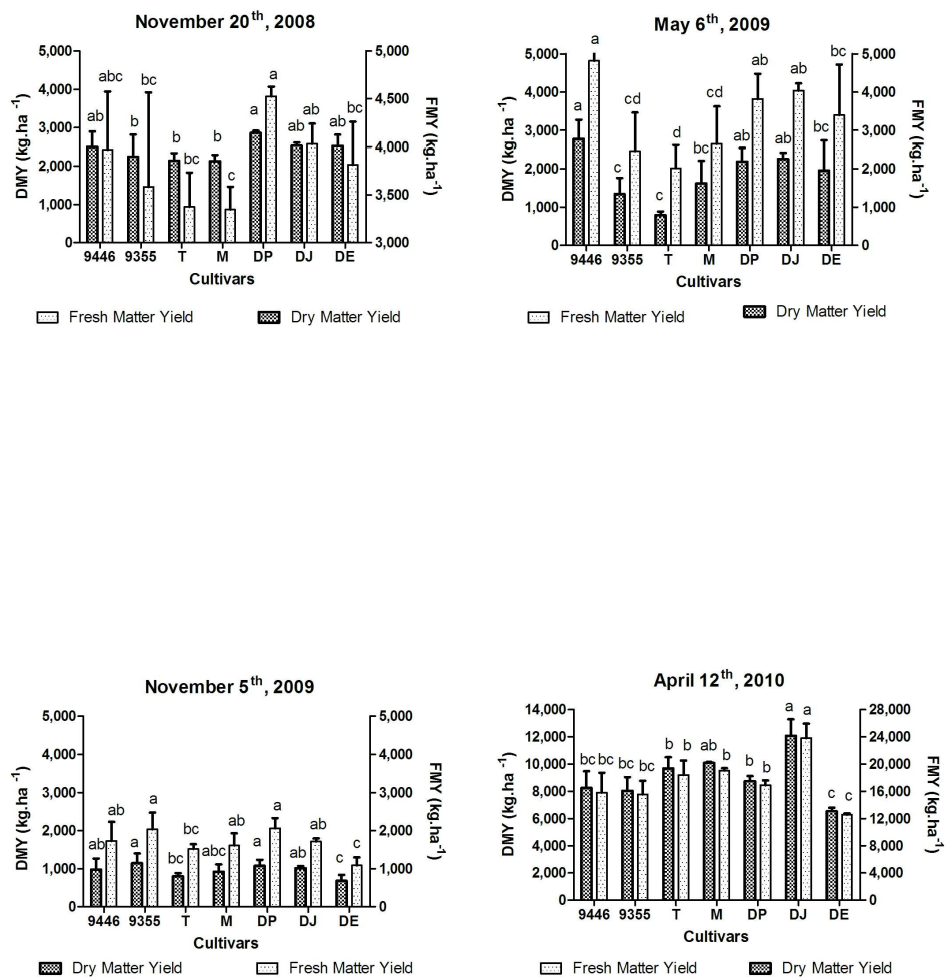 November 20th, 2008
5,000
4,000
3,000
2,000
1,000
0
DMY (kg.ha-1)
5,000
4,500
4,000
3,500
3,000
FMY (kg.ha-1)
ab abc b bc b bc b c a a ab ab ab bc
9446 9355 T M DP DJ DE
Cultivars
Fresh Matter Yield Dry Matter Yield
May 6th, 2009
5,000
4,000
3,000
2,000
1,000
0
DMY (kg.ha-1)
5,000
4,000
3,000
2,000
1,000
0
FMY (kg.ha-1)
a a c cd c d bc cd ab ab ab ab bc bc
9446 9355 T M DP DJ DE
Cultivars
Fresh Matter Yield Dry Matter Yield
November 5th, 2009
5,000
4,000
3,000
2,000
1,000
0
DMY (kg.ha-1)
5,000
4,000
3,000
2,000
1,000
0
FMY (kg.ha-1)
ab ab a a bc bc abc ab a a ab ab c c
9446 9355 T M DP DJ DE
Cultivars
Dry Matter Yield Fresh Matter Yield
April 12th, 2010
14,000
12,000
10,000
8,000
6,000
4,000
2,000
0
DMY (kg.ha-1)
28,000
24,000
20,000
16,000
12,000
8,000
4,000
0
FMY (kg.ha-1)
bc bc bc bc b b ab b b b a a c c
9446 9355 T M DP DJ DE
Cultivars
Fresh Matter Yield Dry Matter Yield